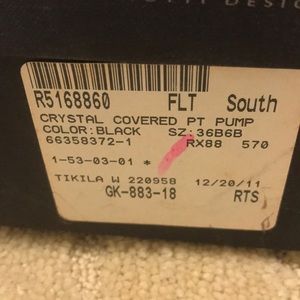 DESIGN
R5168860 FLT South
CRYSTAL COVERED PT PUMP
COLOR:BLACK SZ:36B6B
66358372-1 RX88 570
1-53-03-01 *
TIKILA W 220958 12/20/11
GK-883-18 RTS